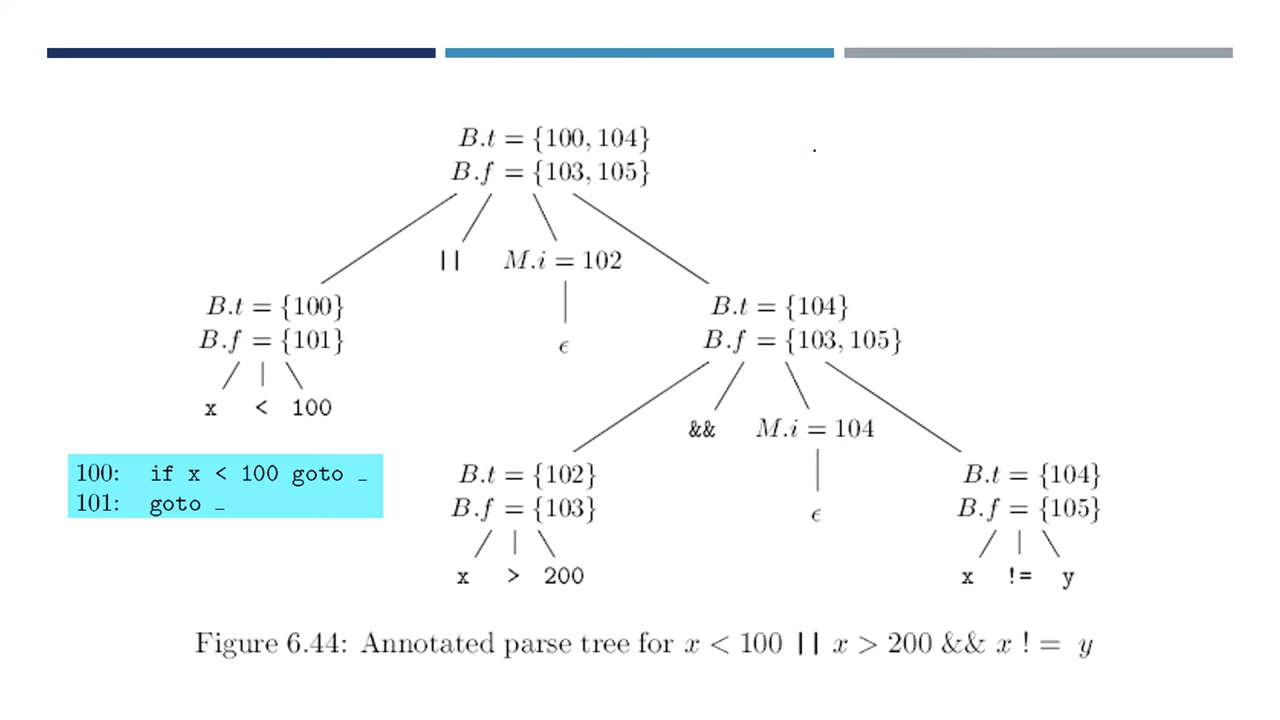 B.t = {100, 104}
B.f = {103, 105}
|| M.i = 102
B.t = {100} B.t = {104}
B.f = {101} ϵ B.f = {103, 105}
x < 100 && M.i = 104
100: if x < 100 goto _ B.t = {102} B.t = {104}
101: goto _ B.f = {103} ϵ B.f = {105}
x > 200 x != y
Figure 6.44: Annotated parse tree for x < 100 || x > 200 && x ! = y